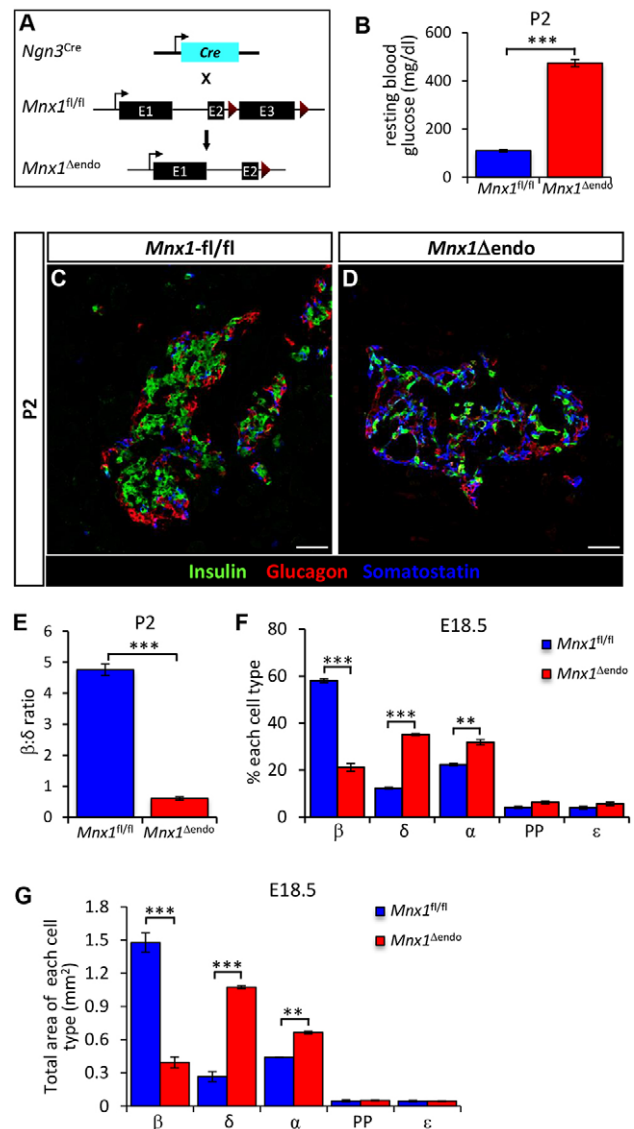 A
Ngn3Cre
Cre
X
Mnx1fl/fl
E1 E2 E3
Mnx1Δendo
E1 E2
B
P2
resting blood
glucose (mg/dl)
600
400
200
0
***
Mnx1fl/fl Mnx1Δendo
Mnx1-fl/fl Mnx1Δendo
P2
C D
Insulin Glucagon Somatostatin
E
P2
β:δ ratio
6
5
4
3
2
1
0
***
Mnx1fl/fl Mnx1Δendo
F
E18.5
% each cell type
80
60
40
20
0
*** *** **
β δ α PP ε
Mnx1fl/fl
Mnx1Δendo
G
E18.5
Total area of each cell
type (mm2)
1.8
1.5
1.2
0.9
0.6
0.3
0
*** *** **
β δ α PP ε
Mnx1fl/fl
Mnx1Δendo